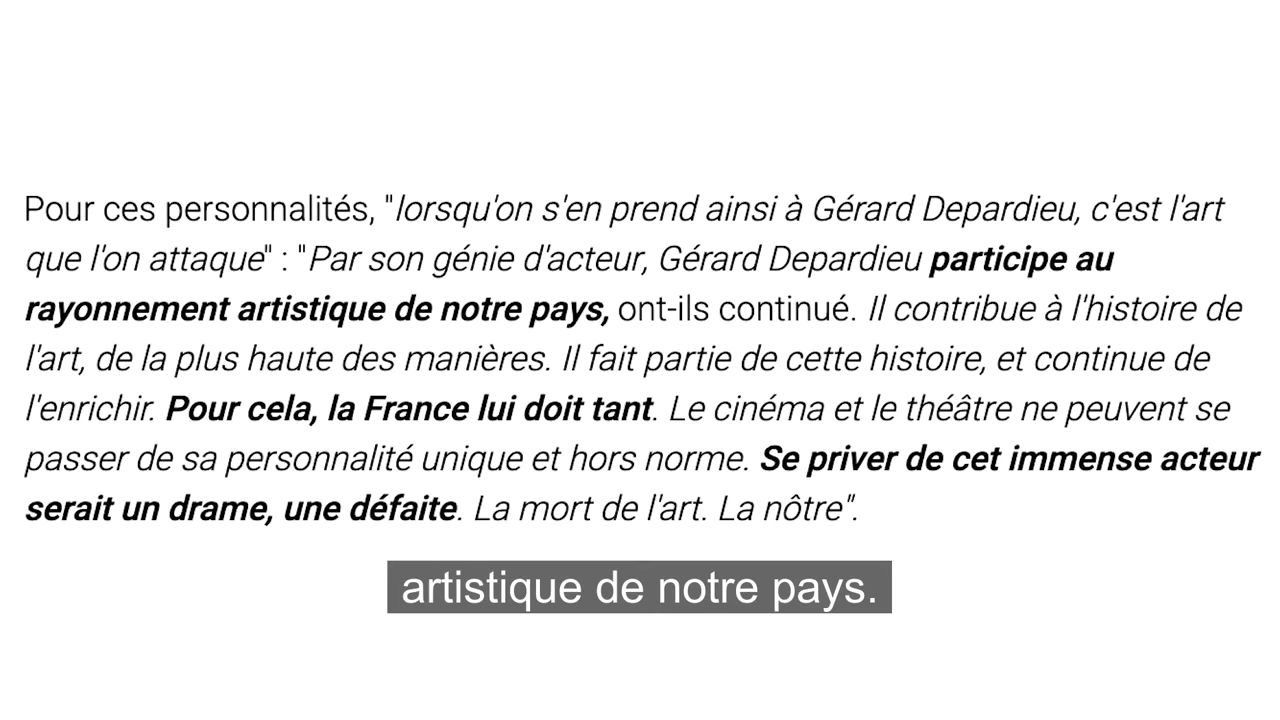 Pour ces personnalités, "lorsqu'on s'en prend ainsi à Gérard Depardieu, c'est l'art
que l'on attaque" : "Par son génie d'acteur, Gérard Depardieu participe au
rayonnement artistique de notre pays, ont-ils continué. Il contribue à l'histoire de
l'art, de la plus haute des manières. Il fait partie de cette histoire, et continue de
l'enrichir. Pour cela, la France lui doit tant. Le cinéma et le théâtre ne peuvent se
passer de sa personnalité unique et hors norme. Se priver de cet immense acteur
serait un drame, une défaite. La mort de l'art. La nôtre".
artistique de notre pays.